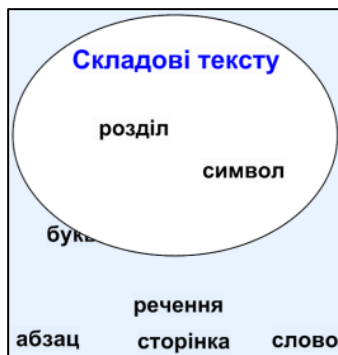 Складові тексту
розділ
символ
речення
абзац сторінка слово